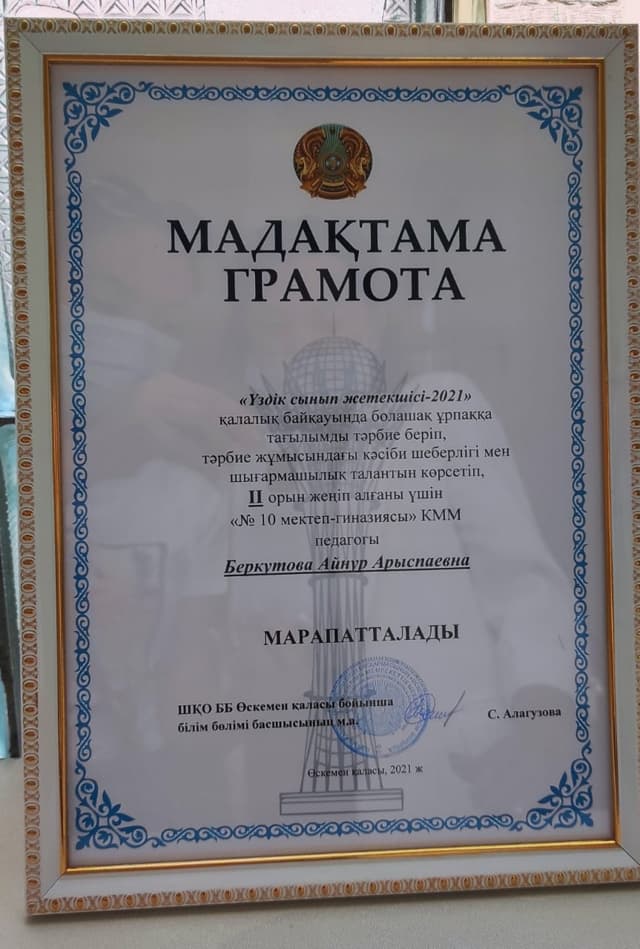 МАДАҚТАМА
ГРАМОТА
«Үздік сынып жетекшісі-2021»
қалалық байқауында болашақ ұрпаққа
тағылымды тәрбие беріп,
тәрбие жұмысындағы кәсіби шеберлігі мен
шығармашылық талантын көрсетіп,
II орын жеңіп алғаны үшін
«№ 10 мектеп-гиназиясы» КММ
педагогы
Беркутова Айнур Арыспаевна
МАРАПАТТАЛАДЫ
ШҚО ББ Өскемен қаласы бойынша
білім бөлімі басшысының м.а.
С. Алагузова
Өскемен қаласы, 2021 ж